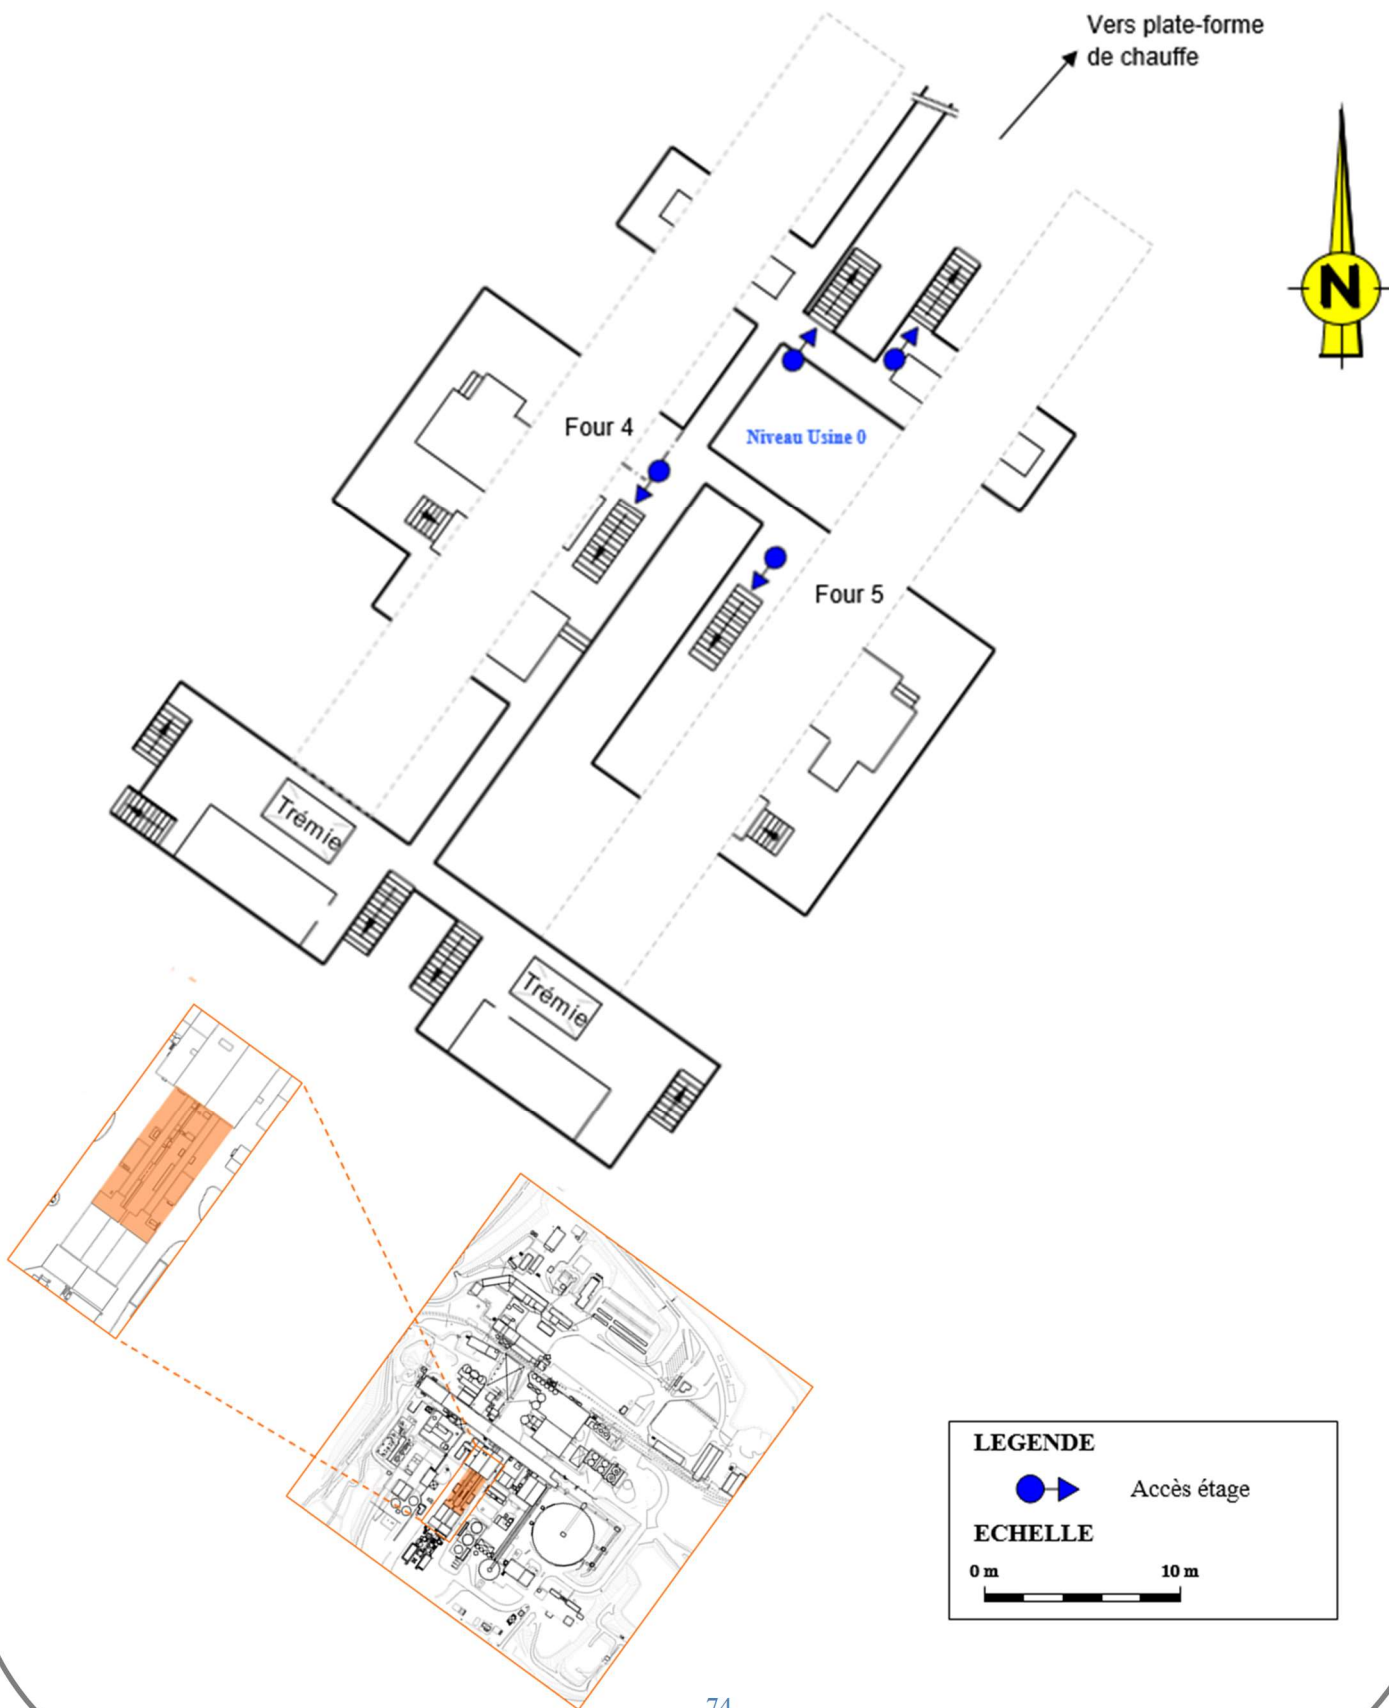 Vers plate-forme
de chauffe
N
Four 4
Niveau Usine 0
Four 5
Trémie
Trémie
LEGENDE
Accès étage
ECHELLE
0 m 10 m
74